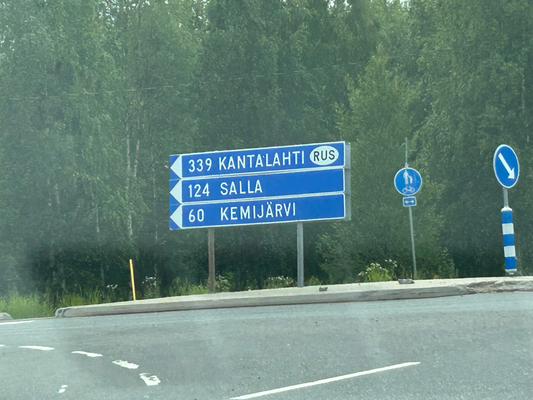 339 KANTALAHTI RUS
124 SALLA
60 KEMIJÄRVI